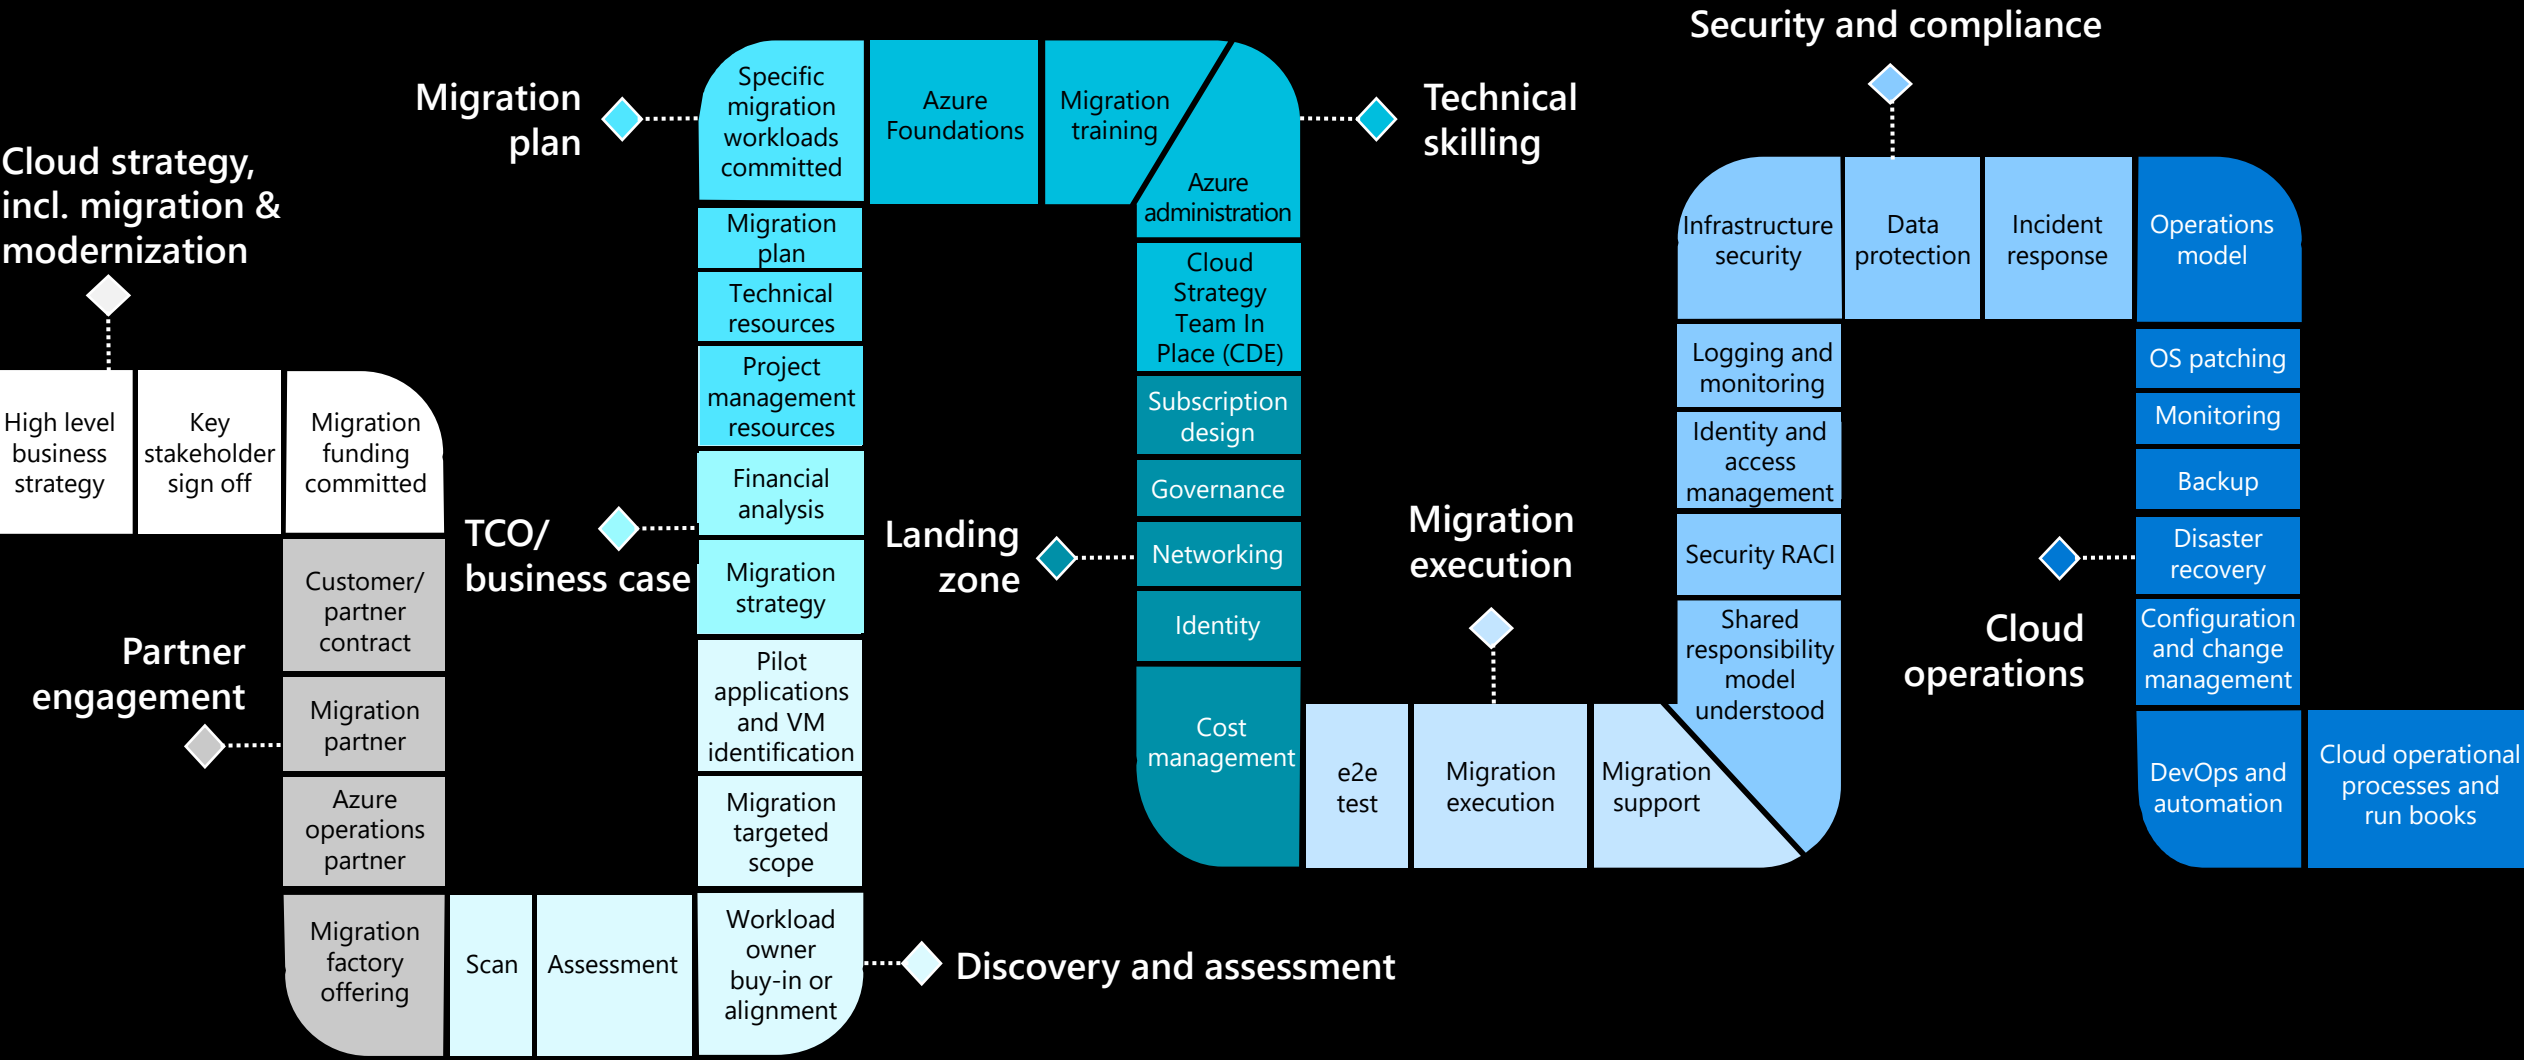 Cloud strategy,
incl. migration &
modernization
High level
business
strategy
Key
stakeholder
sign off
Migration
funding
committed
Partner
engagement
Customer/
partner
contract
Migration
partner
Azure
operations
partner
Migration
factory
offering
Scan
Assessment
Workload
owner
buy-in or
alignment
Discovery and assessment
Migration
targeted
scope
Pilot
applications
and VM
identification
TCO/
business case
Migration
strategy
Financial
analysis
Migration
plan
Project
management
resources
Technical
resources
Migration
plan
Specific
migration
workloads
committed
Azure
Foundations
Migration
training
Azure
administration
Technical
skilling
Cloud
Strategy
Team In
Place (CDE)
Landing
zone
Subscription
design
Governance
Networking
Identity
Cost
management
Migration
execution
e2e
test
Migration
execution
Migration
support
Security and compliance
Shared
responsibility
model
understood
Security RACI
Identity and
access
management
Logging and
monitoring
Infrastructure
security
Data
protection
Incident
response
Cloud
operations
Operations
model
OS patching
Monitoring
Backup
Disaster
recovery
Configuration
and change
management
DevOps and
automation
Cloud operational
processes and
run books